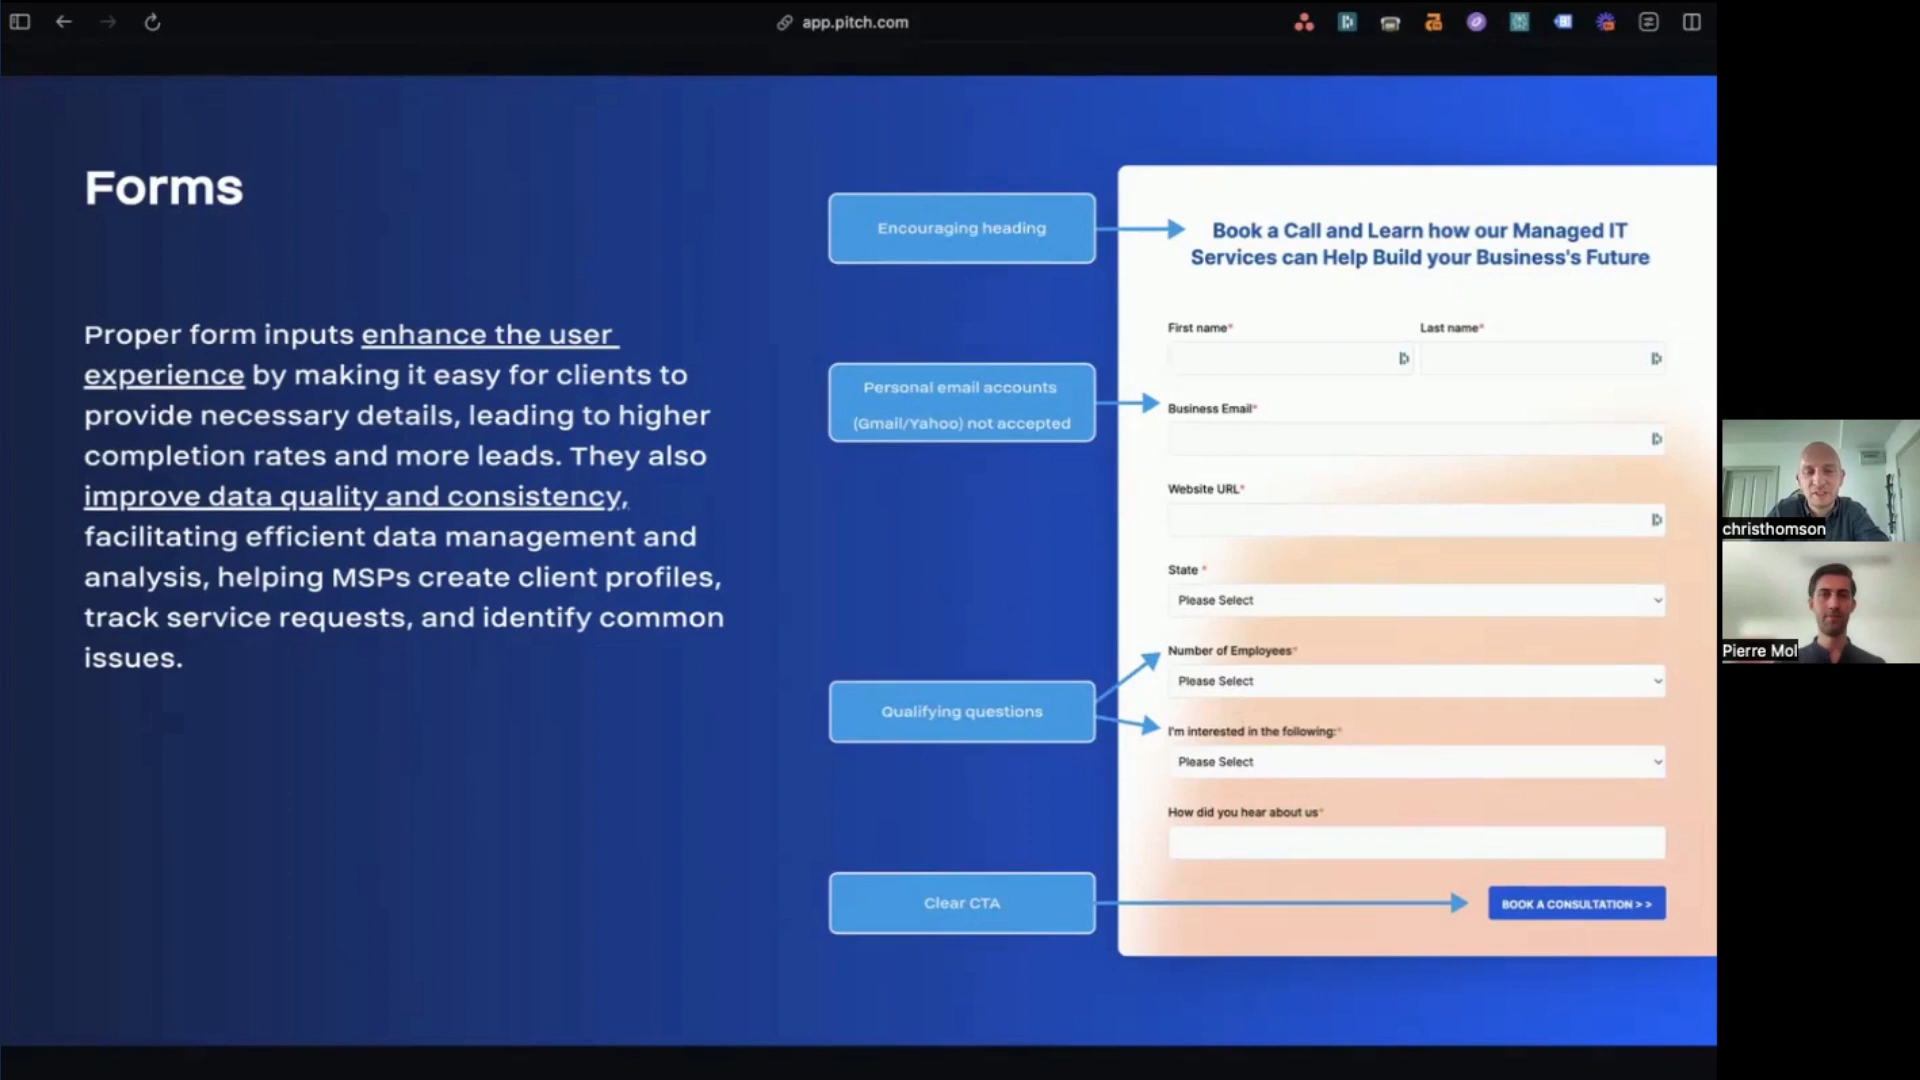 app.pitch.com
Forms
Proper form inputs enhance the user
experience by making it easy for clients to
provide necessary details, leading to higher
completion rates and more leads. They also
improve data quality and consistency,
facilitating efficient data management and
analysis, helping MSPs create client profiles,
track service requests, and identify common
issues.
Encouraging heading
Personal email accounts
(Gmail/Yahoo) not accepted
Qualifying questions
Clear CTA
Book a Call and Learn how our Managed IT
Services can Help Build your Business's Future
First name* Last name*
Business Email*
Website URL*
State *
Please Select
Number of Employees*
Please Select
I'm interested in the following:*
Please Select
How did you hear about us*
BOOK A CONSULTATION > >
christhomson
Pierre Mol